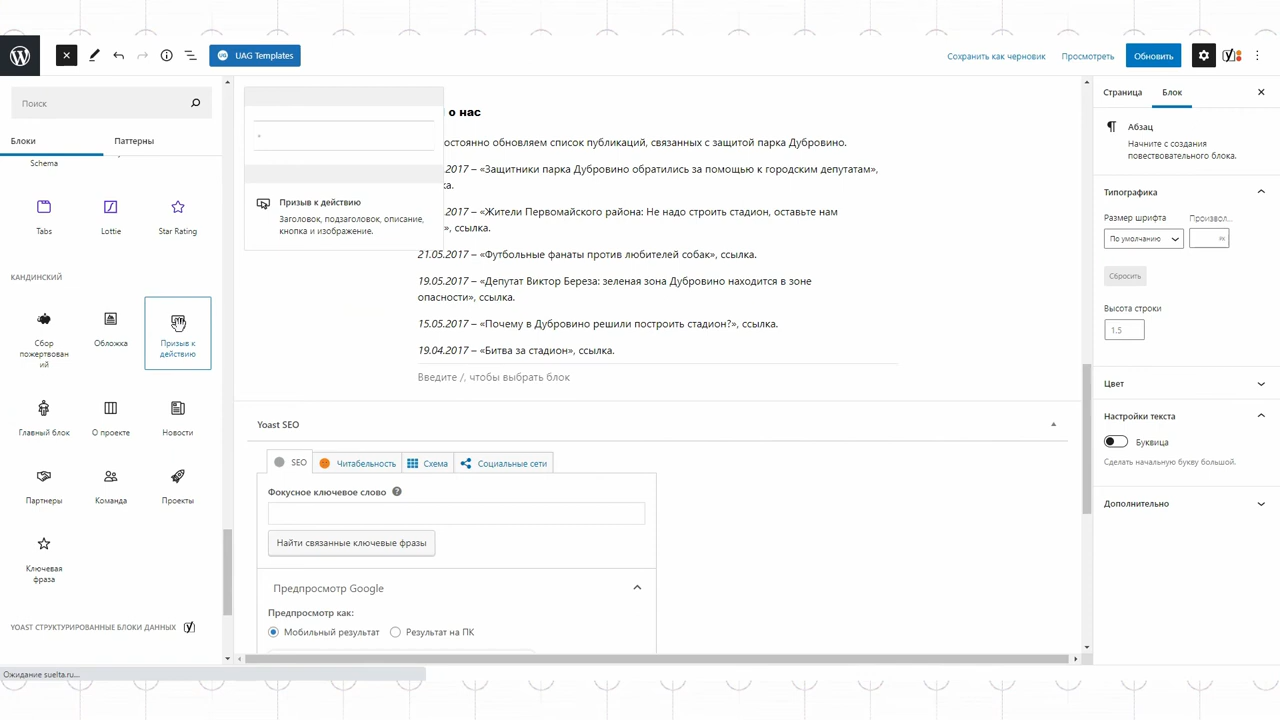 UAG Templates
Сохранить как черновик
Просмотреть
Обновить
Поиск
Блоки
Паттерны
Schema
Tabs
Lottie
Star Rating
КАНДИНСКИЙ
Сбор
пожертвован
ий
Обложка
Призыв к
действию
Главный блок
О проекте
Новости
Партнеры
Команда
Проекты
Ключевая
фраза
YOAST СТРУКТУРИРОВАННЫЕ БЛОКИ ДАННЫХ
Ожидание suelta.ru...
Призыв к действию
Заголовок, подзаголовок, описание,
кнопка и изображение.
о нас
остоянно обновляем список публикаций, связанных с защитой парка Дубровино.
.2017 – «Защитники парка Дубровино обратились за помощью к городским депутатам»,
ка.
.2017 – «Жители Первомайского района: Не надо строить стадион, оставьте нам
», ссылка.
21.05.2017 – «Футбольные фанаты против любителей собак», ссылка.
19.05.2017 – «Депутат Виктор Береза: зеленая зона Дубровино находится в зоне
опасности», ссылка.
15.05.2017 – «Почему в Дубровино решили построить стадион?», ссылка.
19.04.2017 – «Битва за стадион», ссылка.
Введите /, чтобы выбрать блок
Yoast SEO
SEO
Читабельность
Схема
Социальные сети
Фокусное ключевое слово
Найти связанные ключевые фразы
Предпросмотр Google
Предпросмотр как:
Мобильный результат
Результат на ПК
Страница
Блок
Абзац
Начните с создания
повествовательного блока.
Типографика
Размер шрифта
Произвол...
По умолчанию
Сбросить
Высота строки
1.5
Цвет
Настройки текста
Буквица
Сделать начальную букву большой.
Дополнительно